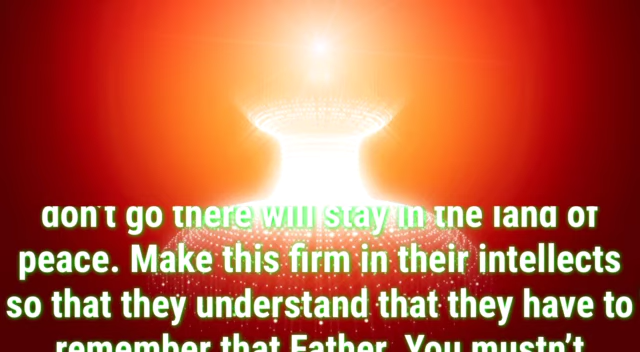 don't go there will stay in the land of
peace. Make this firm in their intellects
so that they understand that they have to
remember that Father. You mustn't